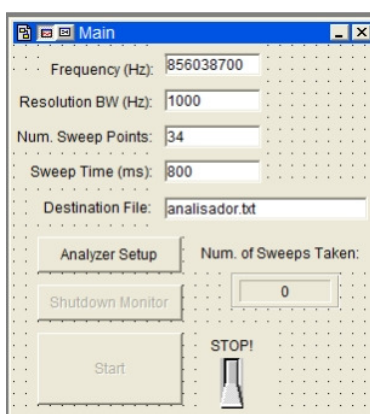 Main
Frequency (Hz): 856038700
Resolution BW (Hz): 1000
Num. Sweep Points: 34
Sweep Time (ms): 800
Destination File: analisador.txt
Analyzer Setup Num. of Sweeps Taken:
Shutdown Monitor 0
STOP!
Start